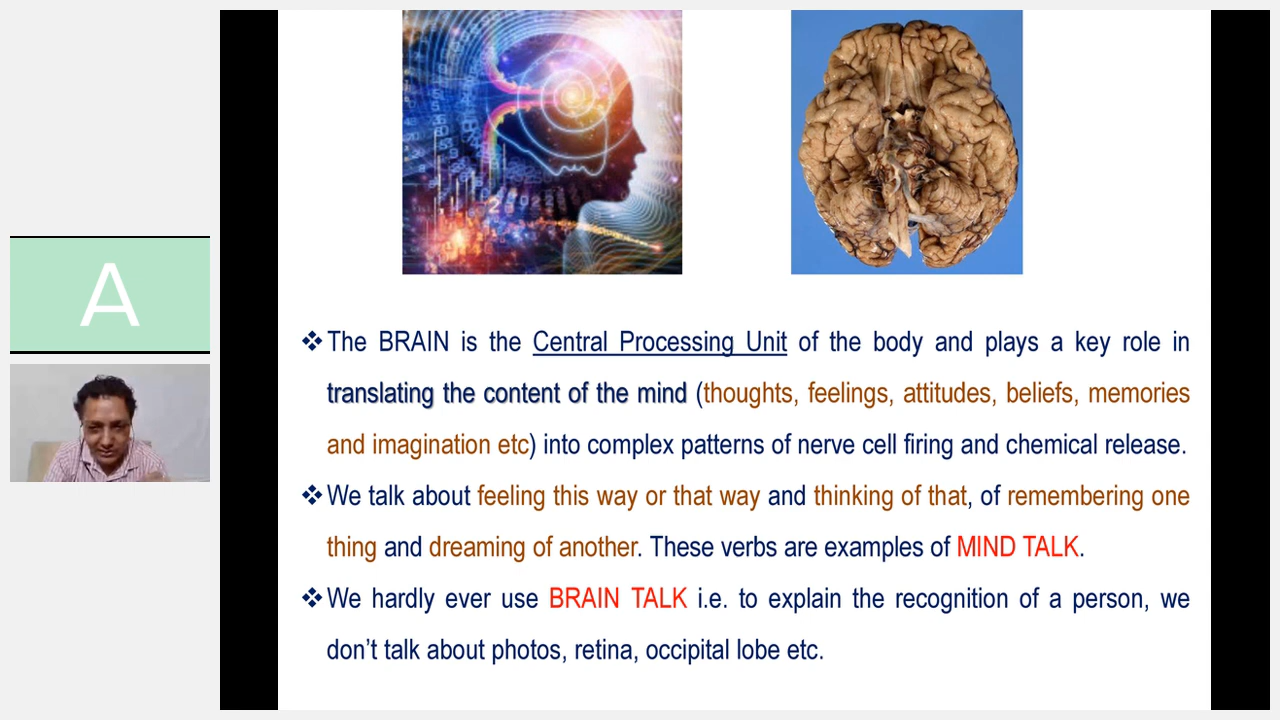 A
❖The BRAIN is the Central Processing Unit of the body and plays a key role in
translating the content of the mind (thoughts, feelings, attitudes, beliefs, memories
and imagination etc) into complex patterns of nerve cell firing and chemical release.
❖We talk about feeling this way or that way and thinking of that, of remembering one
thing and dreaming of another. These verbs are examples of MIND TALK.
❖We hardly ever use BRAIN TALK i.e. to explain the recognition of a person, we
don’t talk about photos, retina, occipital lobe etc.